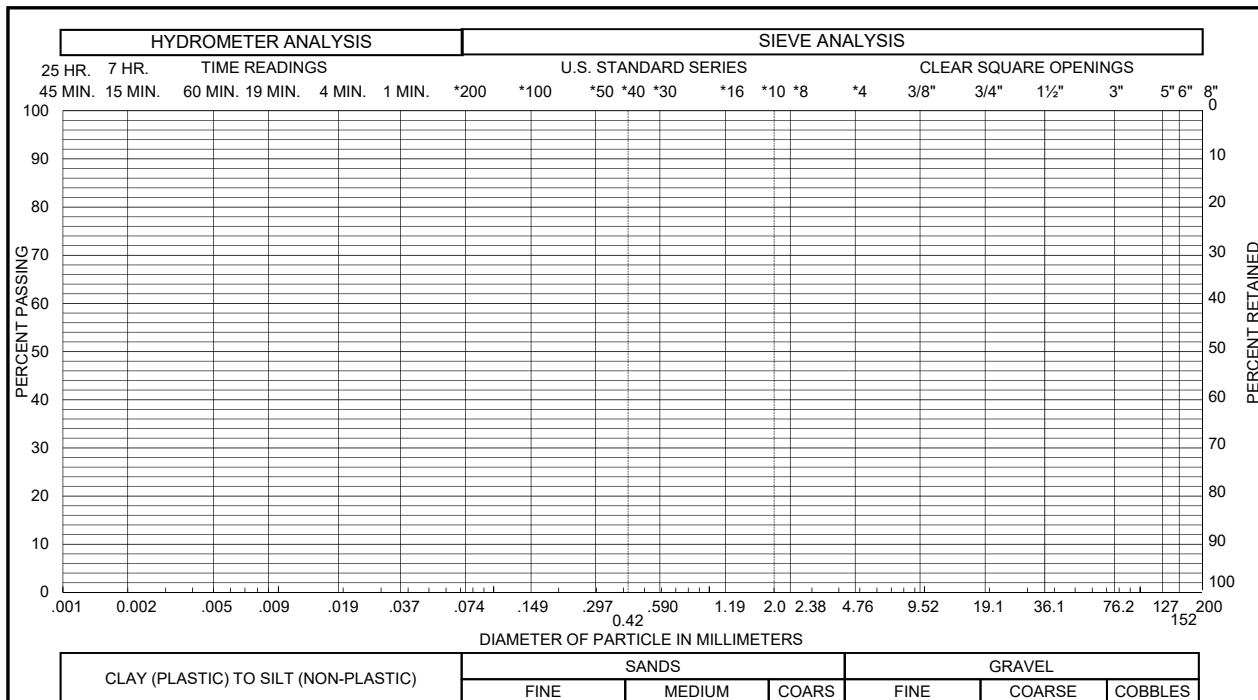 HYDROMETER ANALYSIS SIEVE ANALYSIS
25 HR. 7 HR. TIME READINGS U.S. STANDARD SERIES CLEAR SQUARE OPENINGS
45 MIN. 15 MIN. 60 MIN. 19 MIN. 4 MIN. 1 MIN. *200 *100 *50 *40 *30 *16 *10 *8 *4 3/8" 3/4" 1½" 3" 5" 6" 8"
100 0
90 10
80 20
70 30
60 40
50 50
40 60
30 70
20 80
10 90
0 100
PERCENT PASSING
PERCENT RETAINED
.001 0.002 .005 .009 .019 .037 .074 .149 .297 .590 1.19 2.0 2.38 4.76 9.52 19.1 36.1 76.2 127 200
0.42 152
DIAMETER OF PARTICLE IN MILLIMETERS
CLAY (PLASTIC) TO SILT (NON-PLASTIC) SANDS GRAVEL
FINE MEDIUM COARS FINE COARSE COBBLES